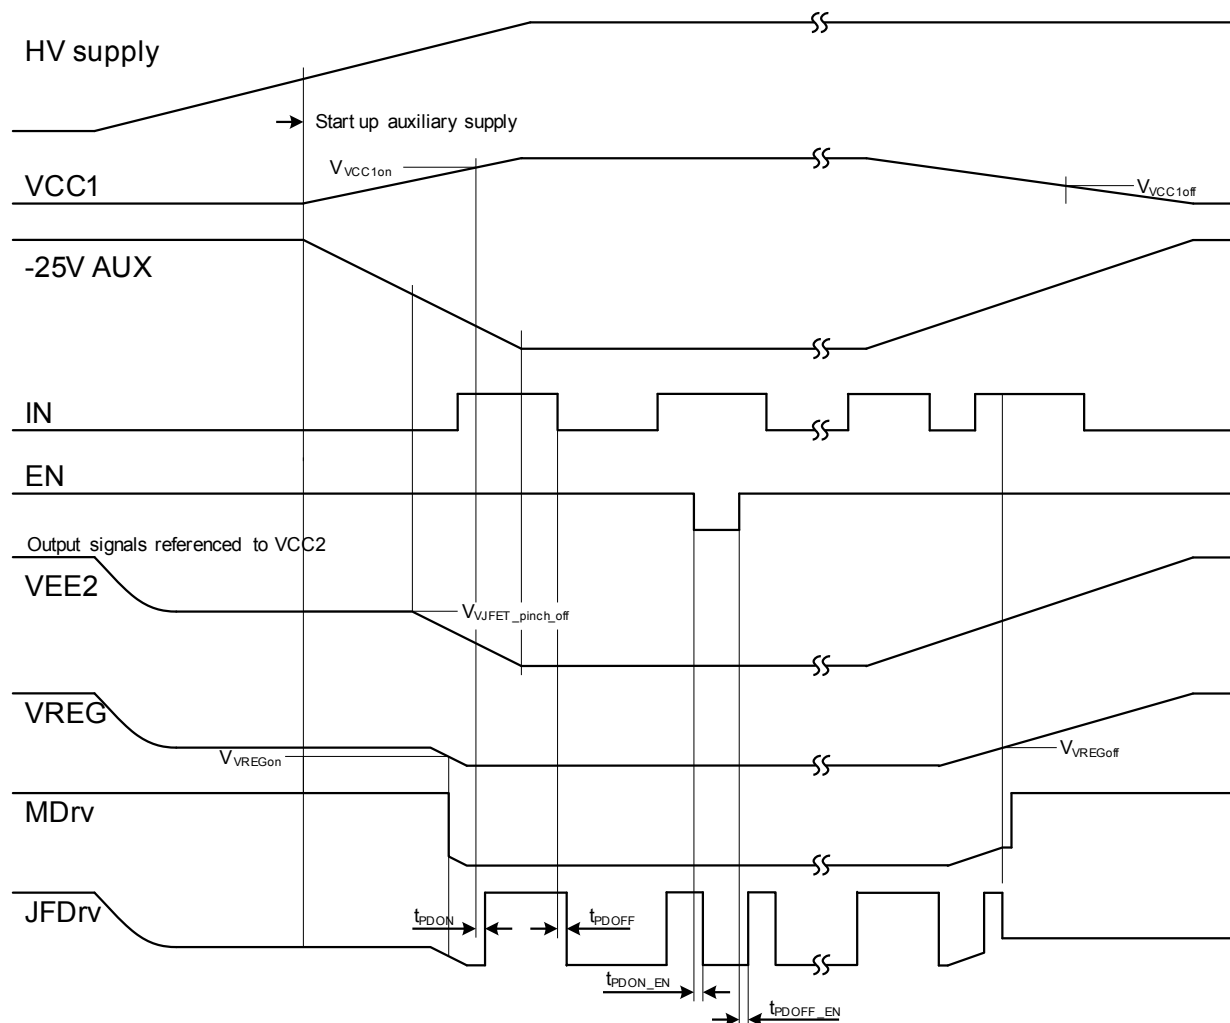 HV supply
Start up auxiliary supply
VVCC1on
VCC1
VVCC1off
-25V AUX
IN
EN
Output signals referenced to VCC2
VEE2
VVJFET_pinch_off
VREG
VVREGon
VVREGoff
MDrv
JFDrv
tPDON
tPDOFF
tPDON_EN
tPDOFF_EN